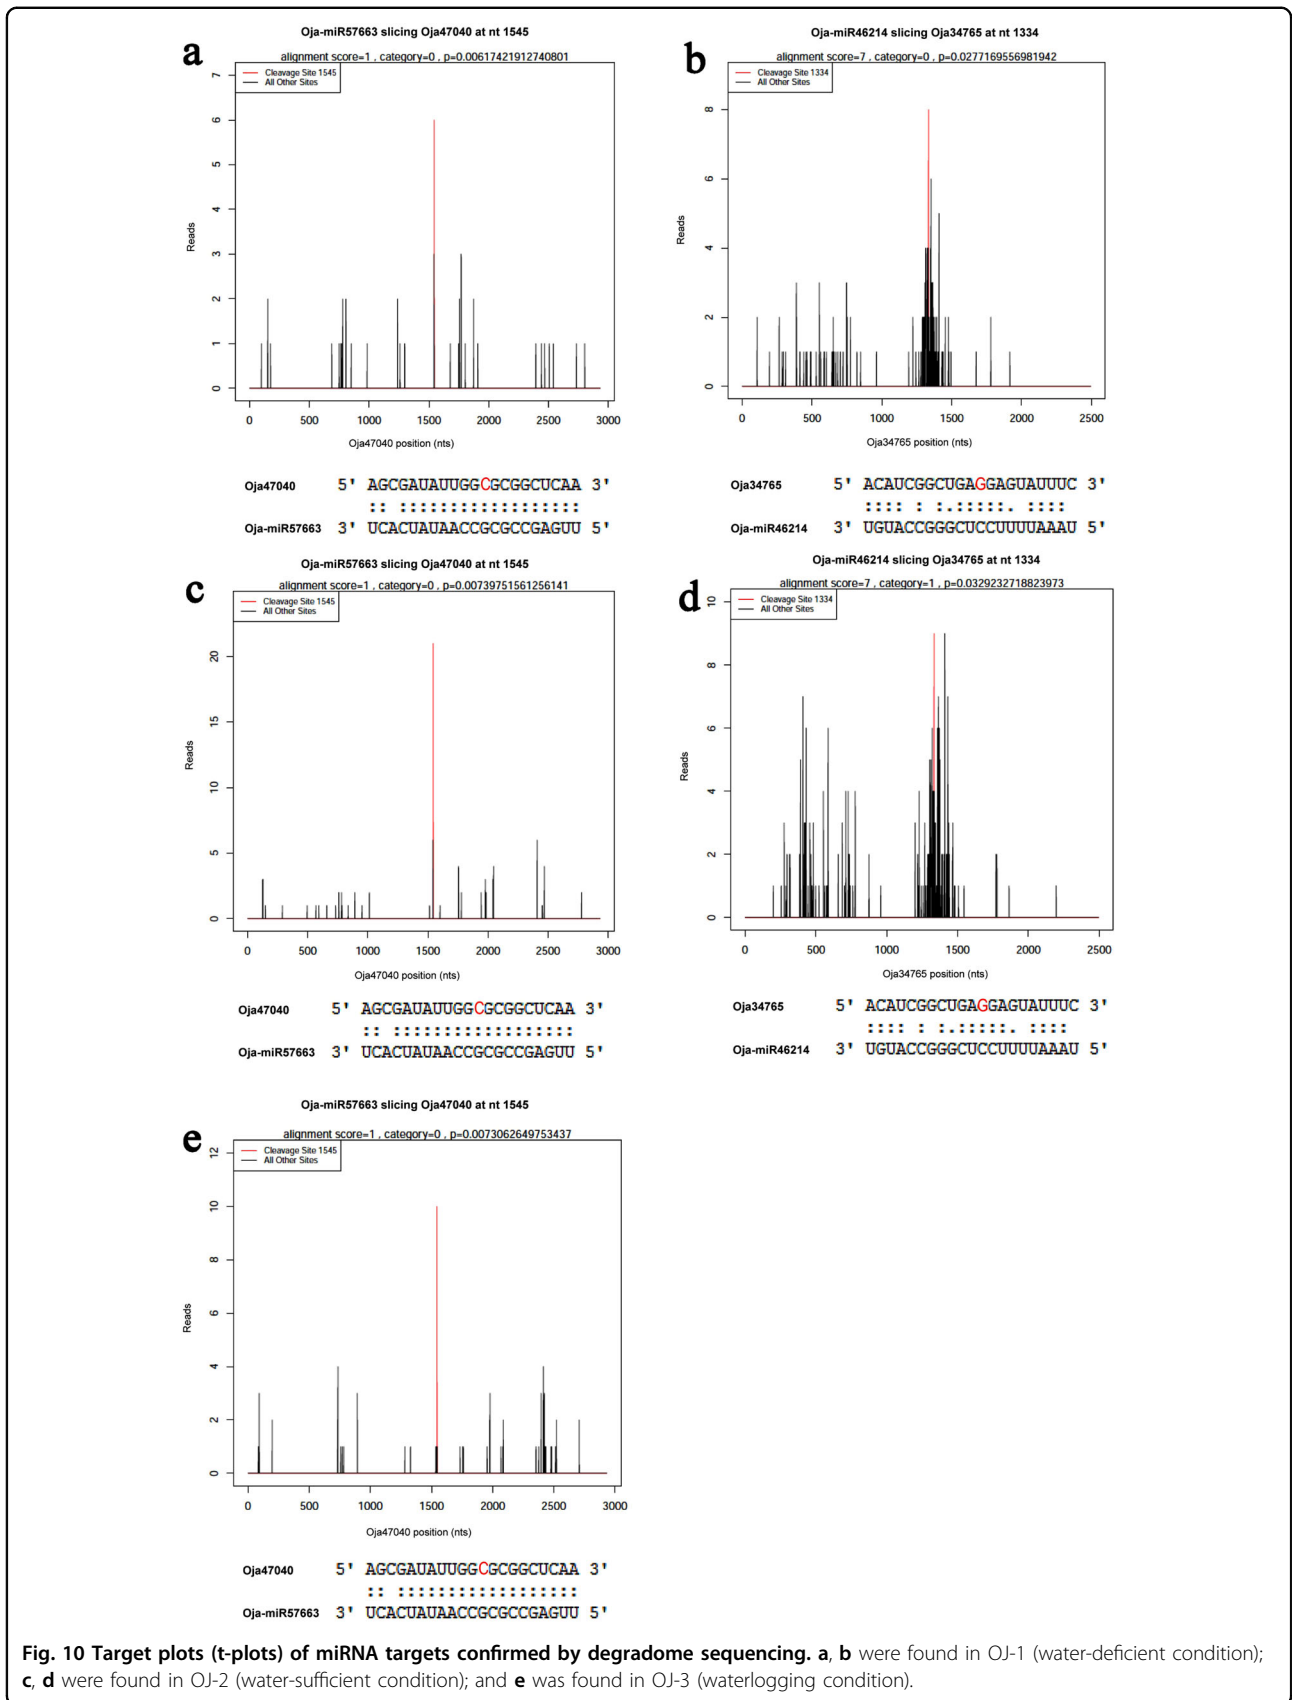 a
Oja-miR57663 slicing Oja47040 at nt 1545
alignment score=1 , category=0 , p=0.00617421912740801
Cleavage Site 1545
All Other Sites
Reads
0 1 2 3 4 5 6 7
0 500 1000 1500 2000 2500 3000
Oja47040 position (nts)
Oja47040 5' AGCGAUAUUGGCGCGGCUCAA 3'
:: ::::::::::::::::::
Oja-miR57663 3' UCACUAUAACCGCGCCGAGUU 5'
b
Oja-miR46214 slicing Oja34765 at nt 1334
alignment score=7 , category=0 , p=0.0277169556981942
Cleavage Site 1334
All Other Sites
Reads
0 2 4 6 8
0 500 1000 1500 2000 2500
Oja34765 position (nts)
Oja34765 5' ACAUCGGCUGAGGAGUAUUUC 3'
:::: : :.:::::. ::::
Oja-miR46214 3' UGUACCGGGCUCCUUUUAAAU 5'
c
Oja-miR57663 slicing Oja47040 at nt 1545
alignment score=1 , category=0 , p=0.00739751561256141
Cleavage Site 1545
All Other Sites
Reads
0 5 10 15 20
0 500 1000 1500 2000 2500 3000
Oja47040 position (nts)
Oja47040 5' AGCGAUAUUGGCGCGGCUCAA 3'
:: ::::::::::::::::::
Oja-miR57663 3' UCACUAUAACCGCGCCGAGUU 5'
d
Oja-miR46214 slicing Oja34765 at nt 1334
alignment score=7 , category=1 , p=0.0329232718823973
Cleavage Site 1334
All Other Sites
Reads
0 2 4 6 8 10
0 500 1000 1500 2000 2500
Oja34765 position (nts)
Oja34765 5' ACAUCGGCUGAGGAGUAUUUC 3'
:::: : :.:::::. ::::
Oja-miR46214 3' UGUACCGGGCUCCUUUUAAAU 5'
e
Oja-miR57663 slicing Oja47040 at nt 1545
alignment score=1 , category=0 , p=0.0073062649753437
Cleavage Site 1545
All Other Sites
Reads
0 2 4 6 8 10 12
0 500 1000 1500 2000 2500 3000
Oja47040 position (nts)
Oja47040 5' AGCGAUAUUGGCGCGGCUCAA 3'
:: ::::::::::::::::::
Oja-miR57663 3' UCACUAUAACCGCGCCGAGUU 5'
Fig. 10 Target plots (t-plots) of miRNA targets confirmed by degradome sequencing. a, b were found in OJ-1 (water-deficient condition);
c, d were found in OJ-2 (water-sufficient condition); and e was found in OJ-3 (waterlogging condition).